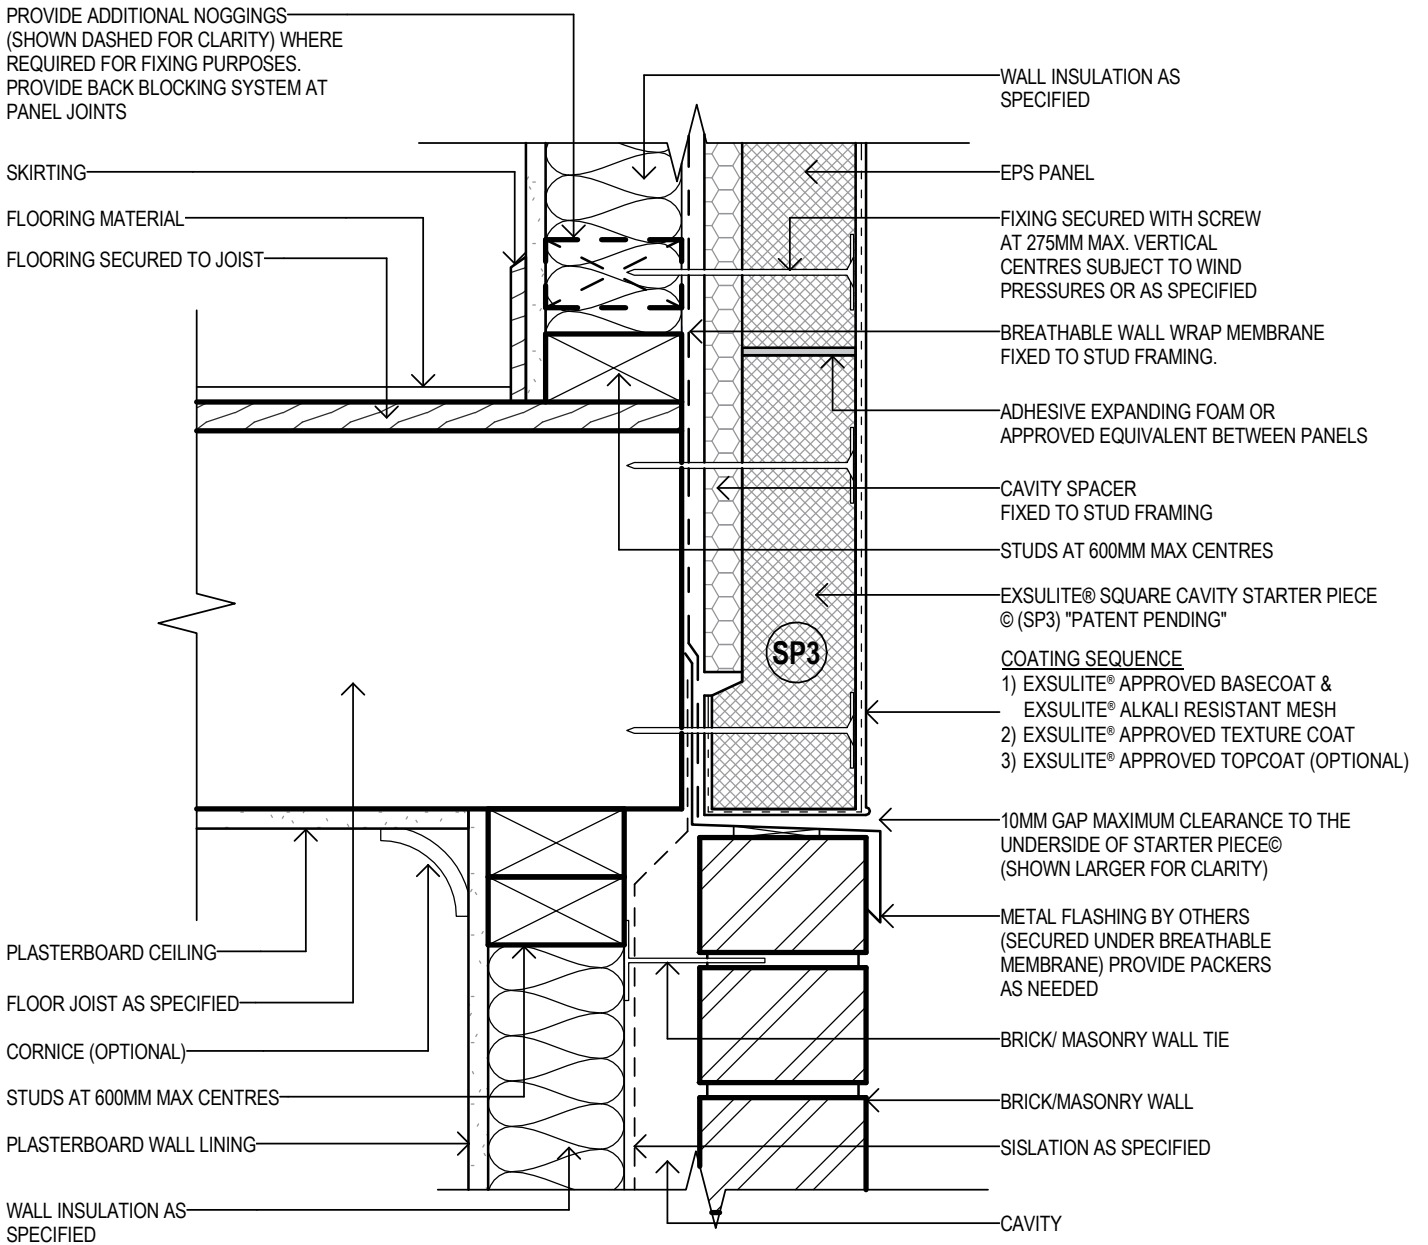 PROVIDE ADDITIONAL NOGGINGS
(SHOWN DASHED FOR CLARITY) WHERE
REQUIRED FOR FIXING PURPOSES.
PROVIDE BACK BLOCKING SYSTEM AT
PANEL JOINTS
SKIRTING
FLOORING MATERIAL
FLOORING SECURED TO JOIST
PLASTERBOARD CEILING
FLOOR JOIST AS SPECIFIED
CORNICE (OPTIONAL)
STUDS AT 600MM MAX CENTRES
PLASTERBOARD WALL LINING
WALL INSULATION AS
SPECIFIED
WALL INSULATION AS
SPECIFIED
EPS PANEL
FIXING SECURED WITH SCREW
AT 275MM MAX. VERTICAL
CENTRES SUBJECT TO WIND
PRESSURES OR AS SPECIFIED
BREATHABLE WALL WRAP MEMBRANE
FIXED TO STUD FRAMING.
ADHESIVE EXPANDING FOAM OR
APPROVED EQUIVALENT BETWEEN PANELS
CAVITY SPACER
FIXED TO STUD FRAMING
STUDS AT 600MM MAX CENTRES
EXSULITE® SQUARE CAVITY STARTER PIECE
© (SP3) "PATENT PENDING"
SP3
COATING SEQUENCE
1) EXSULITE® APPROVED BASECOAT &
EXSULITE® ALKALI RESISTANT MESH
2) EXSULITE® APPROVED TEXTURE COAT
3) EXSULITE® APPROVED TOPCOAT (OPTIONAL)
10MM GAP MAXIMUM CLEARANCE TO THE
UNDERSIDE OF STARTER PIECE©
(SHOWN LARGER FOR CLARITY)
METAL FLASHING BY OTHERS
(SECURED UNDER BREATHABLE
MEMBRANE) PROVIDE PACKERS
AS NEEDED
BRICK/ MASONRY WALL TIE
BRICK/MASONRY WALL
SISLATION AS SPECIFIED
CAVITY